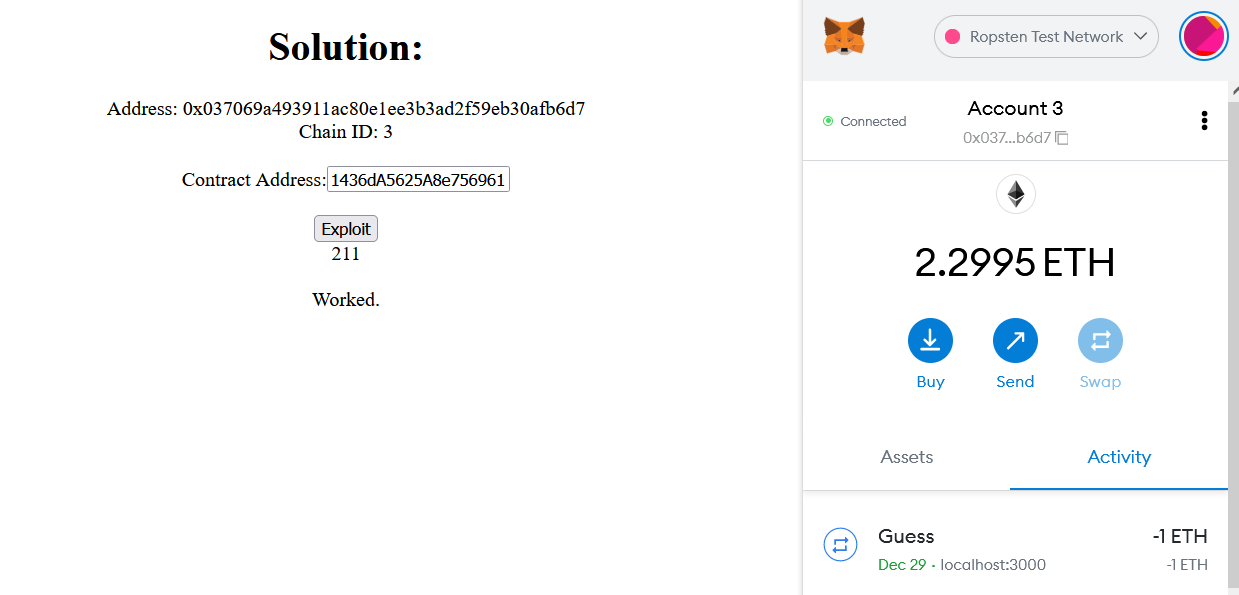 Solution:
Address: 0x037069a493911ac80e1ee3b3ad2f59eb30afb6d7
Chain ID: 3
Contract Address: 1436dA5625A8e756961
Exploit
211
Worked.
Ropsten Test Network
Connected
Account 3
0x037...b6d7
2.2995 ETH
Buy
Send
Swap
Assets
Activity
Guess
-1 ETH
Dec 29 · localhost:3000
-1 ETH